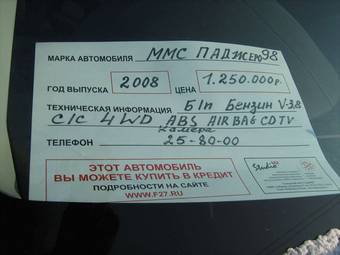 МАРКА АВТОМОБИЛЯ ММС ПАДЖЕРО 98
ГОД ВЫПУСКА 2008 ЦЕНА 1.250.000р.
ТЕХНИЧЕСКАЯ ИНФОРМАЦИЯ Б/п Бензин V-3,8
С/С 4WD ABS AIRBAG CD TV
камера
ТЕЛЕФОН 25-80-00
ЭТОТ АВТОМОБИЛЬ
ВЫ МОЖЕТЕ КУПИТЬ В КРЕДИТ
ПОДРОБНОСТИ НА САЙТЕ
WWW.F27.RU
Studio